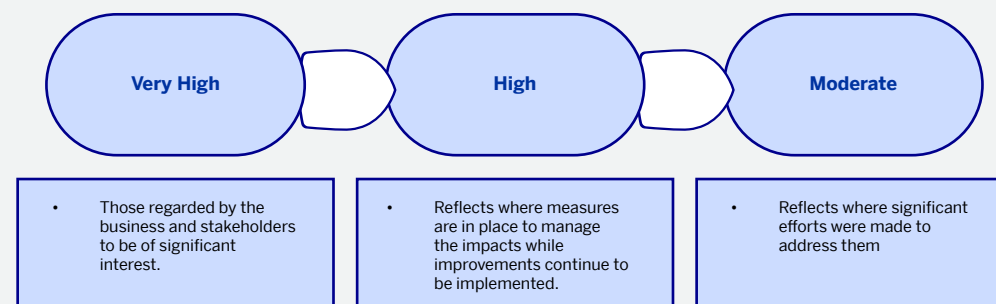 Very High
High
Moderate
• Those regarded by the
business and stakeholders
to be of significant
interest.
• Reflects where measures
are in place to manage
the impacts while
improvements continue to
be implemented.
• Reflects where significant
efforts were made to
address them